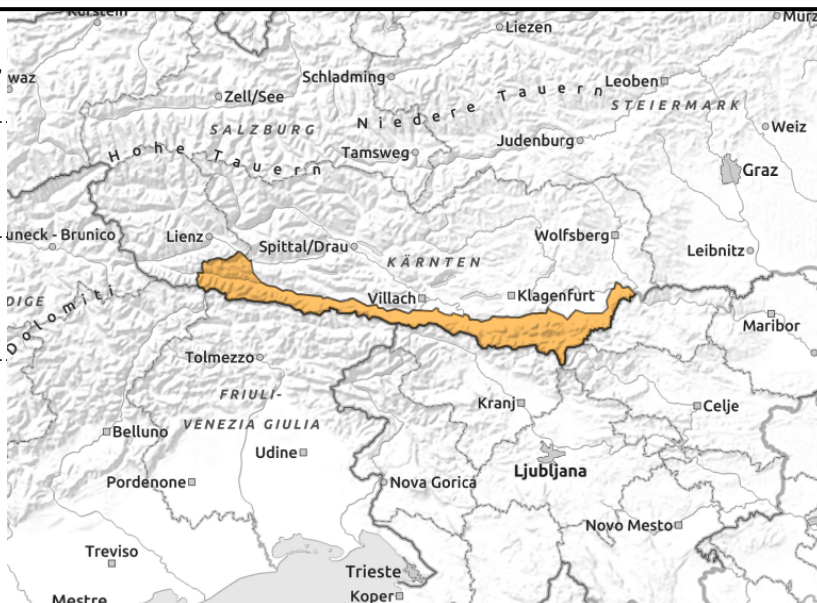 Kufstein
Liezen
Mürz
waz
Schladming
Zell/See
Leoben
Niedere Tauern
STEIERMARK
SALZBURG
Weiz
Judenburg
Tamsweg
Hohe Tauern
Graz
uneck - Brunico
Lienz
Spittal/Drau
Wolfsberg
KÄRNTEN
Leibnitz
DIGE
Dolomiti
Villach
Klagenfurt
Maribor
Tolmezzo
FRIULI-
VENEZIA GIULIA
Kranj
Celje
Belluno
Udine
Ljubljana
Pordenone
Nova Gorica
Novo Mesto
Treviso
Trieste
Koper
Mestre